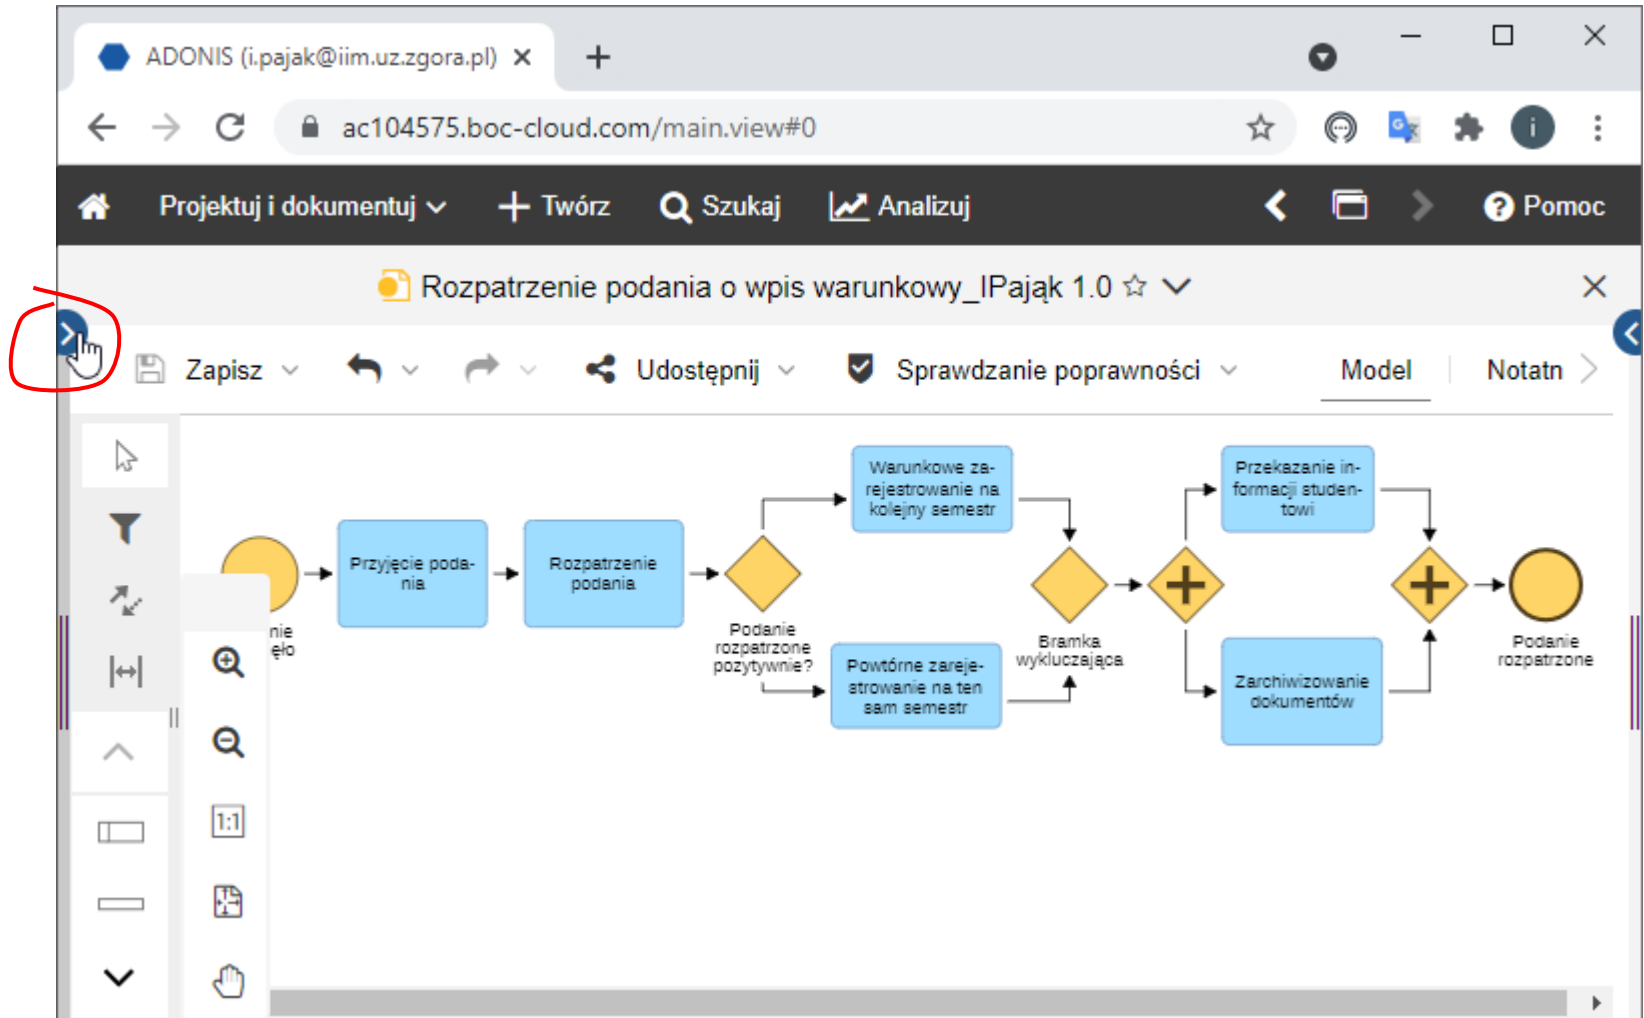 ADONIS (i.pajak@iim.uz.zgora.pl)
ac104575.boc-cloud.com/main.view#0
i
Projektuj i dokumentuj
Twórz
Szukaj
Analizuj
Pomoc
Rozpatrzenie podania o wpis warunkowy_IPająk 1.0
Zapisz
Udostępnij
Sprawdzanie poprawności
Model
Notatn
nie
ęło
Przyjęcie poda-
nia
Rozpatrzenie
podania
Podanie
rozpatrzone
pozytywnie?
Warunkowe za-
rejestrowanie na
kolejny semestr
Powtórne zareje-
strowanie na ten
sam semestr
Bramka
wykluczająca
Przekazanie in-
formacji studen-
towi
Zarchiwizowanie
dokumentów
Podanie
rozpatrzone
1:1